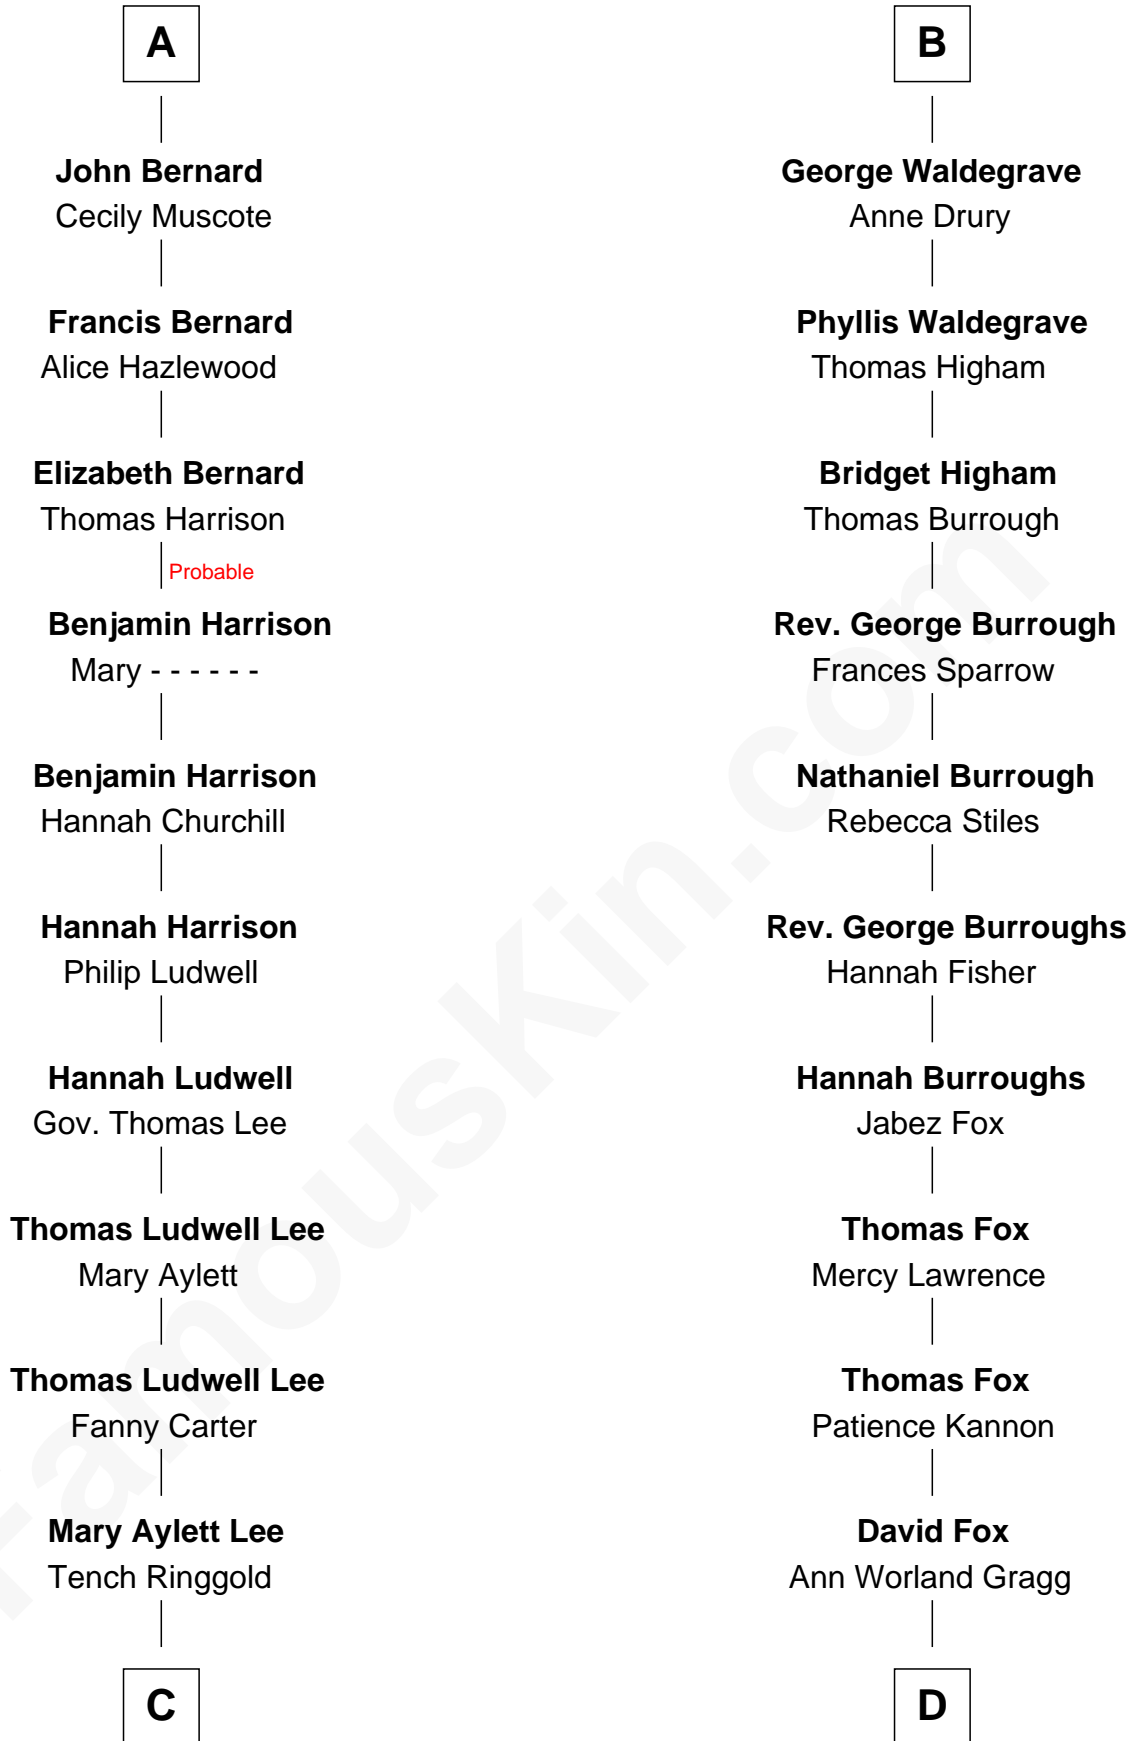 A
John Bernard
Cecily Muscote
Francis Bernard
Alice Hazlewood
Elizabeth Bernard
Thomas Harrison
Probable
Benjamin Harrison
Mary - - - - - -
Benjamin Harrison
Hannah Churchill
Hannah Harrison
Philip Ludwell
Hannah Ludwell
Gov. Thomas Lee
Thomas Ludwell Lee
Mary Aylett
Thomas Ludwell Lee
Fanny Carter
Mary Aylett Lee
Tench Ringgold
C
B
George Waldegrave
Anne Drury
Phyllis Waldegrave
Thomas Higham
Bridget Higham
Thomas Burrough
Rev. George Burrough
Frances Sparrow
Nathaniel Burrough
Rebecca Stiles
Rev. George Burroughs
Hannah Fisher
Hannah Burroughs
Jabez Fox
Thomas Fox
Mercy Lawrence
Thomas Fox
Patience Kannon
David Fox
Ann Worland Gragg
D
FamousKin.com